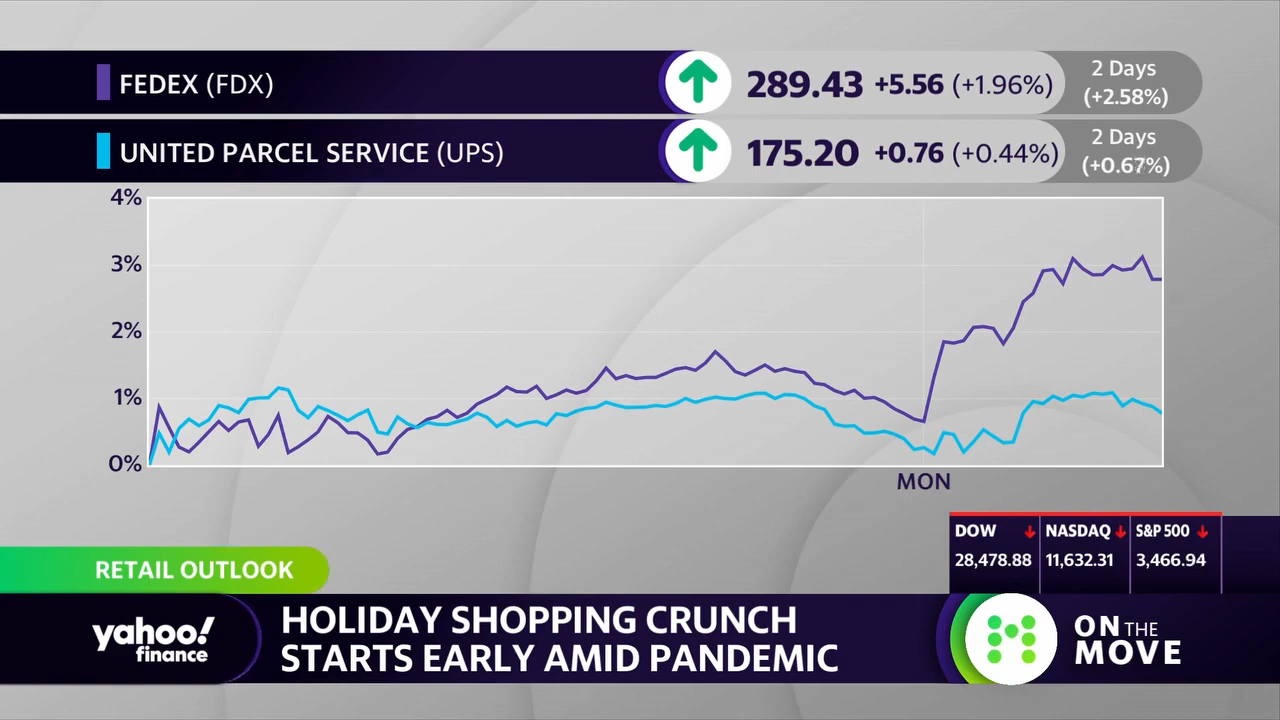 FEDEX (FDX) 289.43 +5.56 (+1.96%) 2 Days (+2.58%)
UNITED PARCEL SERVICE (UPS) 175.20 +0.76 (+0.44%) 2 Days (+0.67%)
4%
3%
2%
1%
0%
MON
DOW NASDAQ S&P 500
28,478.88 11,632.31 3,466.94
RETAIL OUTLOOK
yahoo! finance
HOLIDAY SHOPPING CRUNCH
STARTS EARLY AMID PANDEMIC
ON THE
MOVE